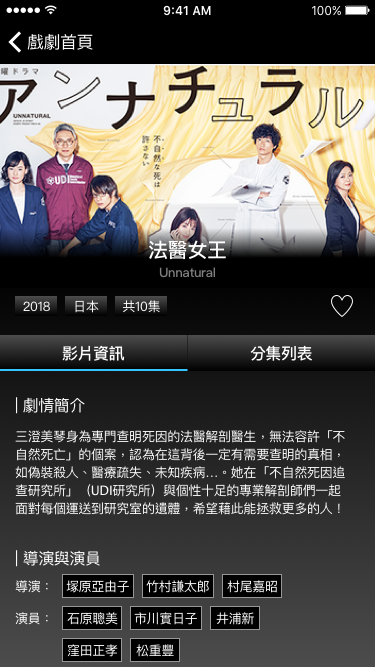 9:41 AM 100%
戲劇首頁
曜ドラマ
アンナチュラル
UNNATURAL
不自然な死は
許さない
UDI
法醫女王
Unnatural
2018 日本 共10集
影片資訊 分集列表
劇情簡介
三澄美琴身為專門查明死因的法醫解剖醫生，無法容許「不
自然死亡」的個案，認為在這背後一定有需要查明的真相，
如偽裝殺人、醫療疏失、未知疾病…。她在「不自然死因追
查研究所」（UDI研究所）與個性十足的專業解剖師們一起
面對每個運送到研究室的遺體，希望藉此能拯救更多的人！
導演與演員
導演： 塚原亞由子 竹村謙太郎 村尾嘉昭
演員： 石原聰美 市川實日子 井浦新
窪田正孝 松重豐